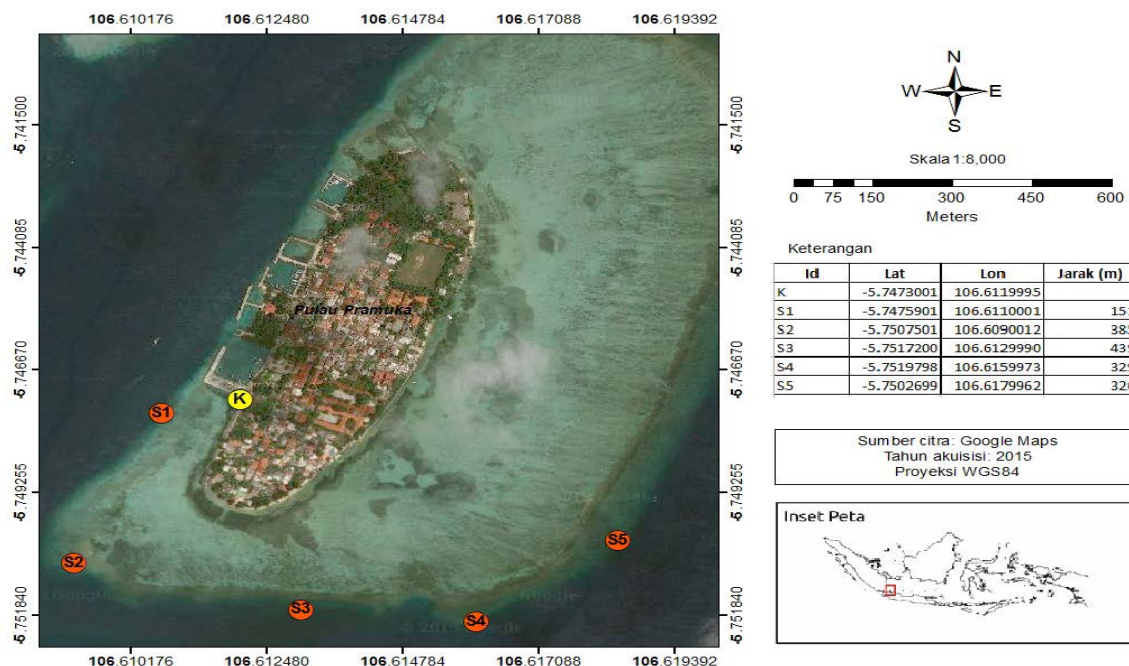 106.610176 106.612480 106.614784 106.617088 106.619392
-5.741500
-5.744085
-5.746670
-5.749255
-5.751840
-5.741500
-5.744085
-5.746670
-5.749255
-5.751840
Pulau Pramuka
K
S1
S2
S3
S4
S5
106.610176 106.612480 106.614784 106.617088 106.619392
N
W E
S
Skala 1:8,000
0 75 150 300 450 600
Meters
Keterangan
Id Lat Lon Jarak (m)
K -5.7473001 106.6119995
S1 -5.7475901 106.6110001
S2 -5.7507501 106.6090012
S3 -5.7517200 106.6129990
S4 -5.7519798 106.6159973
S5 -5.7502699 106.6179962
Sumber citra: Google Maps
Tahun akuisisi: 2015
Proyeksi WGS84
Inset Peta